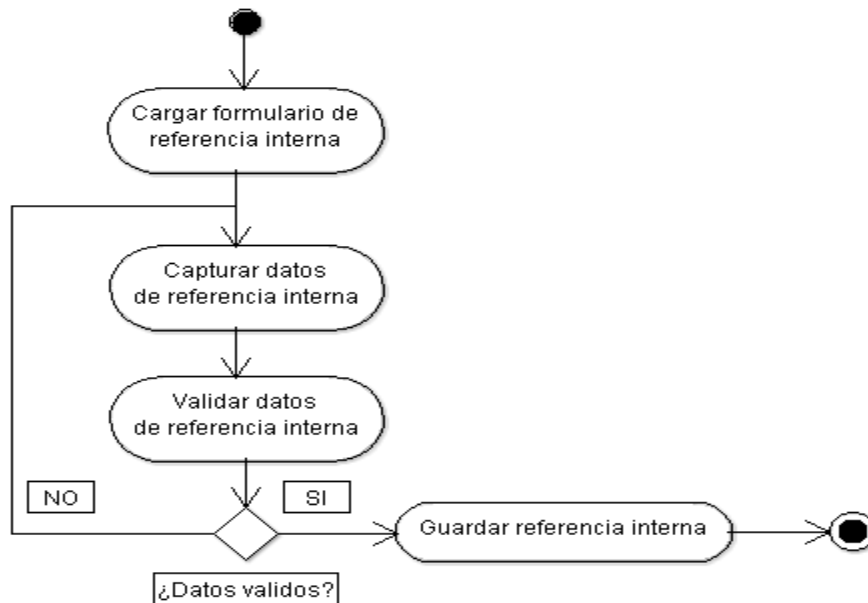 Cargar formulario de
referencia interna
Capturar datos
de referencia interna
Validar datos
de referencia interna
NO
SI
Guardar referencia interna
¿Datos validos?